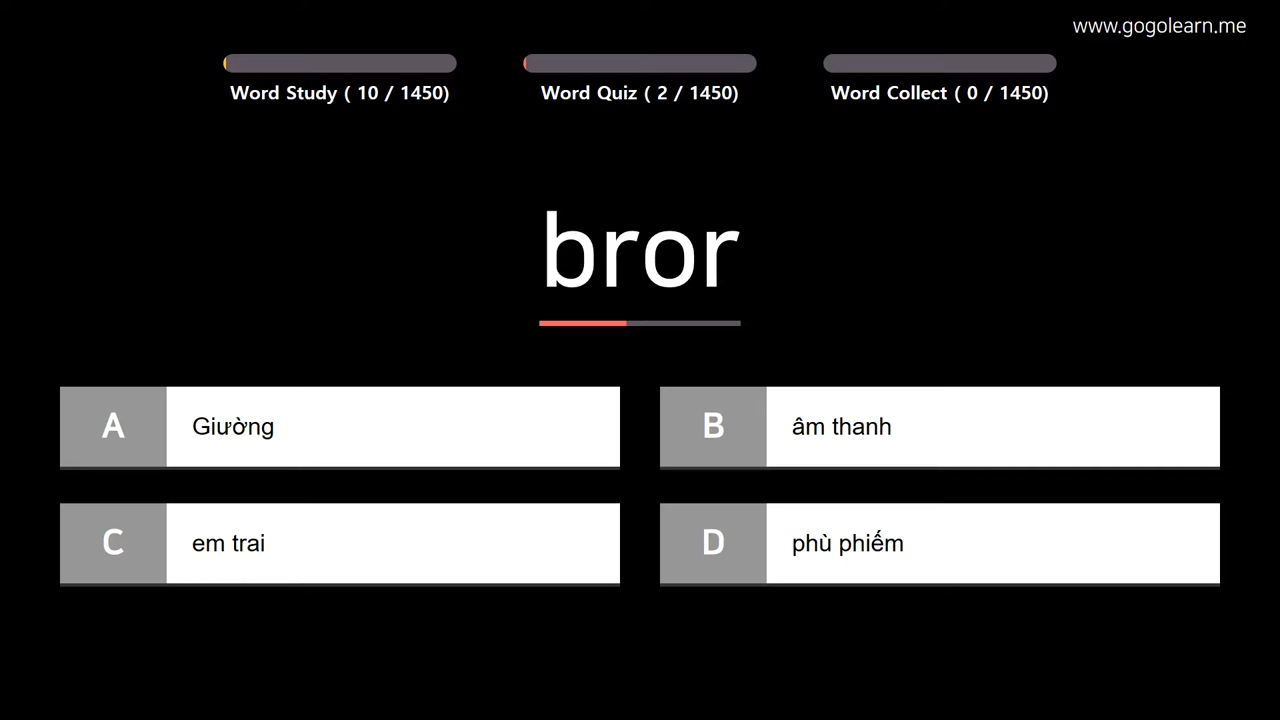 www.gogolearn.me
Word Study ( 10 / 1450)
Word Quiz ( 2 / 1450)
Word Collect ( 0 / 1450)
bror
A Giường
B âm thanh
C em trai
D phù phiếm